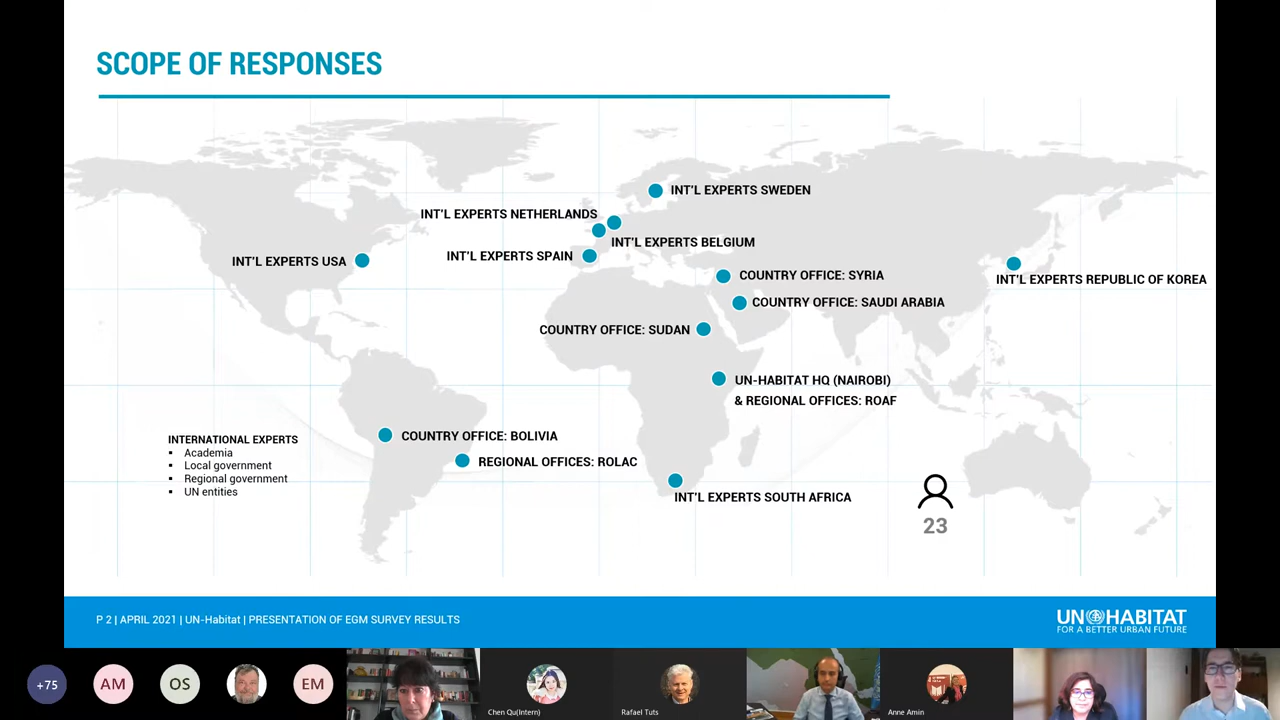 SCOPE OF RESPONSES
INT'L EXPERTS SWEDEN
INT'L EXPERTS NETHERLANDS
INT'L EXPERTS BELGIUM
INT'L EXPERTS SPAIN
INT'L EXPERTS USA
COUNTRY OFFICE: SYRIA
INT'L EXPERTS REPUBLIC OF KOREA
COUNTRY OFFICE: SAUDI ARABIA
COUNTRY OFFICE: SUDAN
UN-HABITAT HQ (NAIROBI)
& REGIONAL OFFICES: ROAF
COUNTRY OFFICE: BOLIVIA
REGIONAL OFFICES: ROLAC
INT'L EXPERTS SOUTH AFRICA
INTERNATIONAL EXPERTS
▪ Academia
▪ Local government
▪ Regional government
▪ UN entities
23
P 2 | APRIL 2021 | UN-Habitat | PRESENTATION OF EGM SURVEY RESULTS
UN HABITAT
FOR A BETTER URBAN FUTURE
+75
AM
OS
EM
Chen Qu(Intern)
Rafael Tuts
Anne Amin